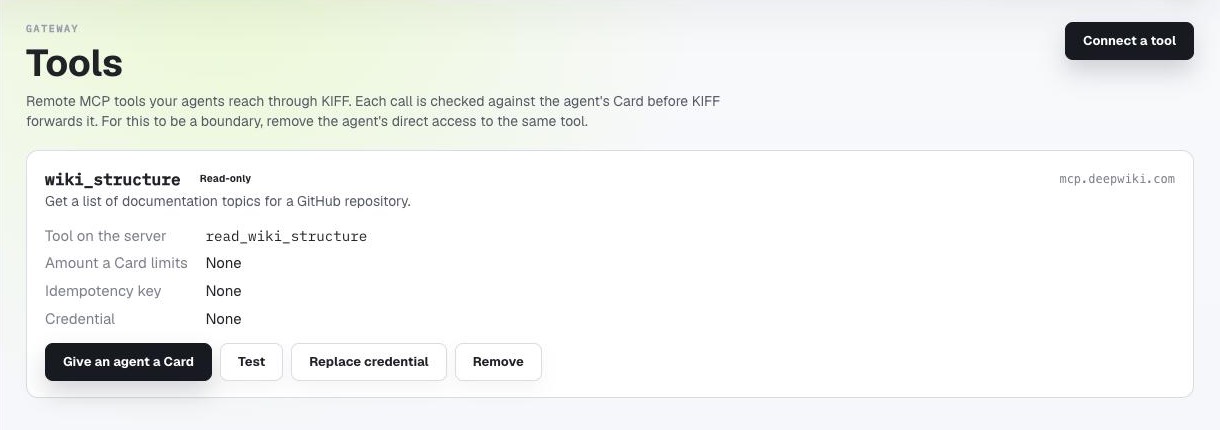 GATEWAY
Tools
Connect a tool
Remote MCP tools your agents reach through KIFF. Each call is checked against the agent's Card before KIFF
forwards it. For this to be a boundary, remove the agent's direct access to the same tool.
wiki_structure Read-only mcp.deepwiki.com
Get a list of documentation topics for a GitHub repository.
Tool on the server read_wiki_structure
Amount a Card limits None
Idempotency key None
Credential None
Give an agent a Card Test Replace credential Remove